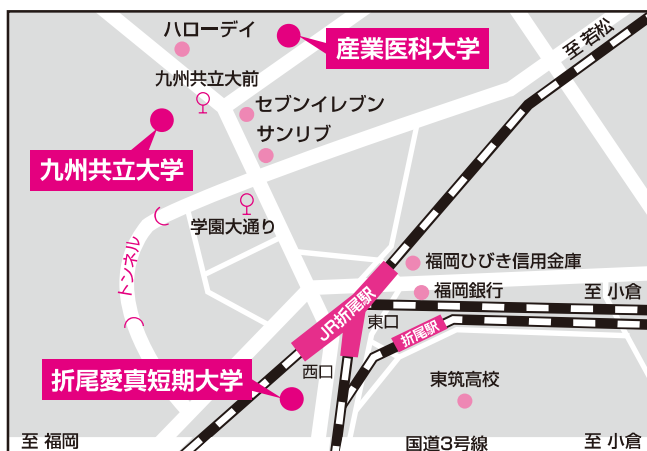 ハローデイ
産業医科大学
至 若松
九州共立大前
セブンイレブン
サンリブ
九州共立大学
学園大通り
トンネル
福岡ひびき信用金庫
福岡銀行
至 小倉
JR折尾駅
東口
折尾駅
西口
折尾愛真短期大学
東筑高校
至 福岡
国道3号線
至 小倉